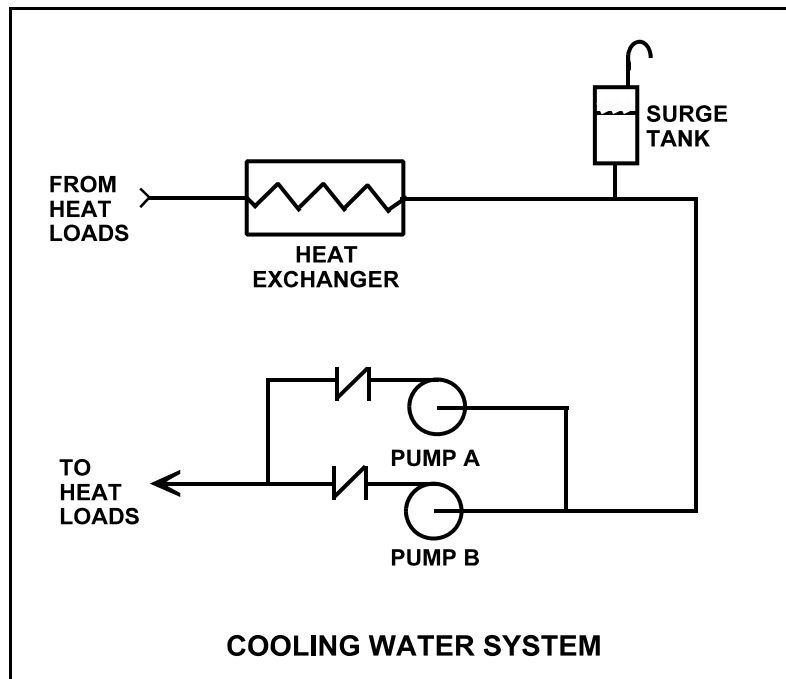 SURGE
TANK
FROM
HEAT
LOADS
HEAT
EXCHANGER
PUMP A
TO
HEAT
LOADS
PUMP B
COOLING WATER SYSTEM